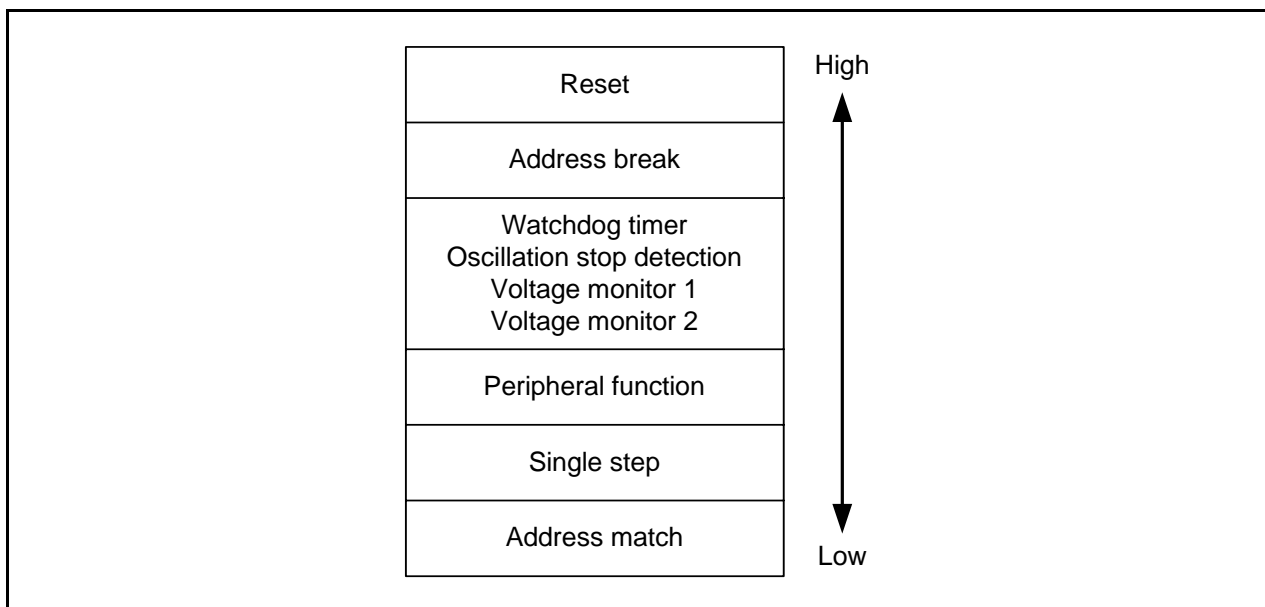 Reset
High
Address break
Watchdog timer
Oscillation stop detection
Voltage monitor 1
Voltage monitor 2
Peripheral function
Single step
Address match
Low